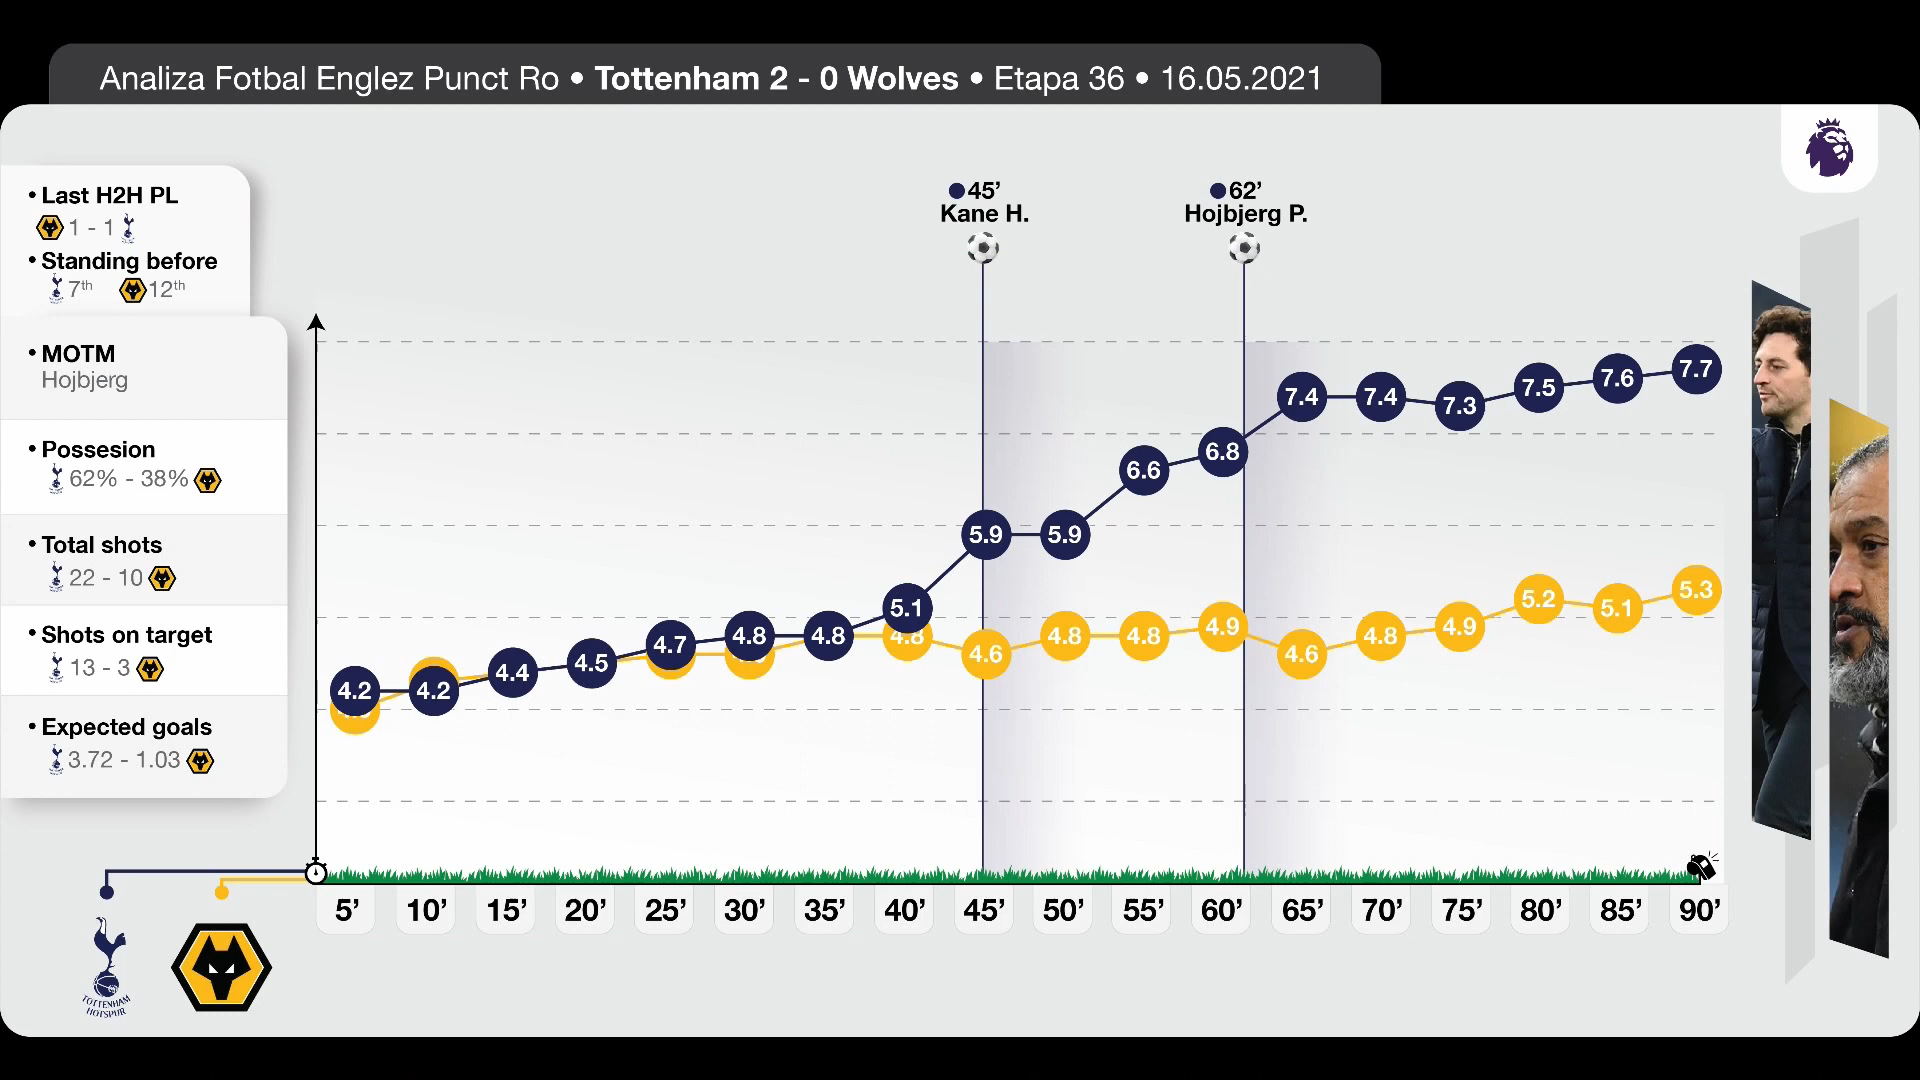 Analiza Fotbal Englez Punct Ro • Tottenham 2 - 0 Wolves • Etapa 36 • 16.05.2021
• Last H2H PL
1 - 1
• Standing before
7th 12th
• MOTM
Hojbjerg
• Possesion
62% - 38%
• Total shots
22 - 10
• Shots on target
13 - 3
• Expected goals
3.72 - 1.03
45’
Kane H.
62’
Hojbjerg P.
4.2 4.2 4.4 4.5 4.7 4.8 4.8 5.1 5.9 5.9 6.6 6.8 7.4 7.4 7.3 7.5 7.6 7.7
4.8 4.6 4.8 4.8 4.9 4.6 4.8 4.9 5.2 5.1 5.3
5’ 10’ 15’ 20’ 25’ 30’ 35’ 40’ 45’ 50’ 55’ 60’ 65’ 70’ 75’ 80’ 85’ 90’
TOTTENHAM
HOTSPUR